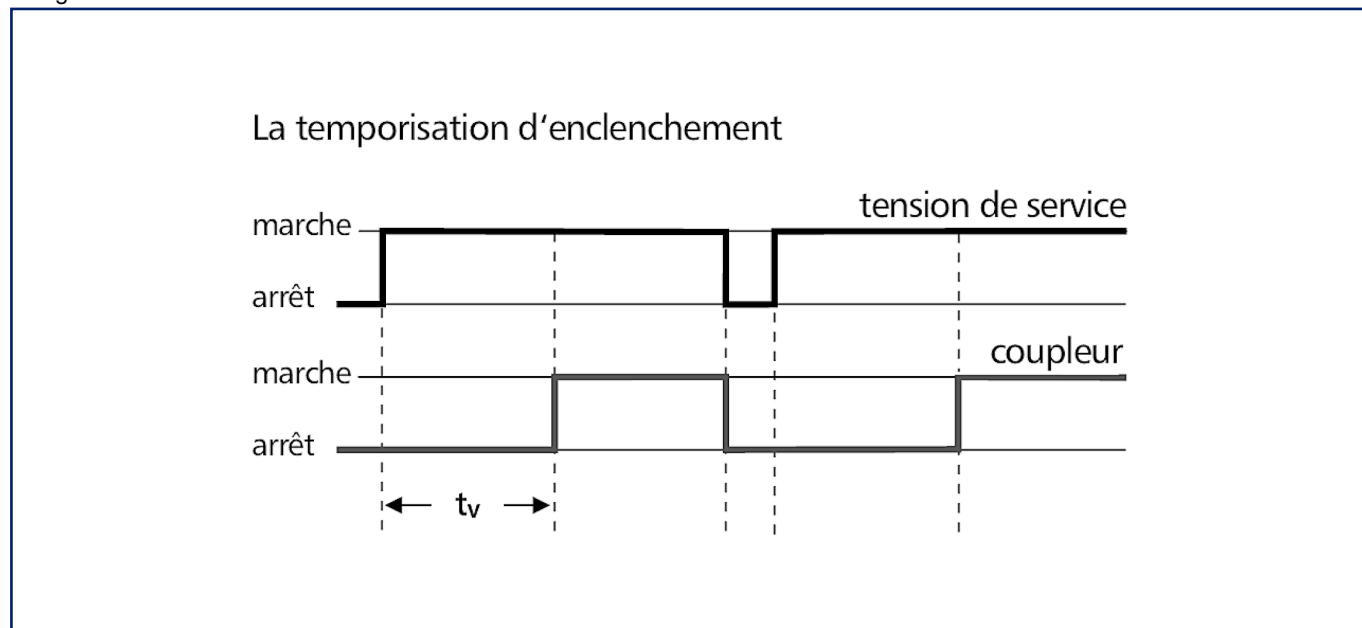 La temporisation d‘enclenchement
tension de service
marche
arrêt
coupleur
marche
arrêt
tv